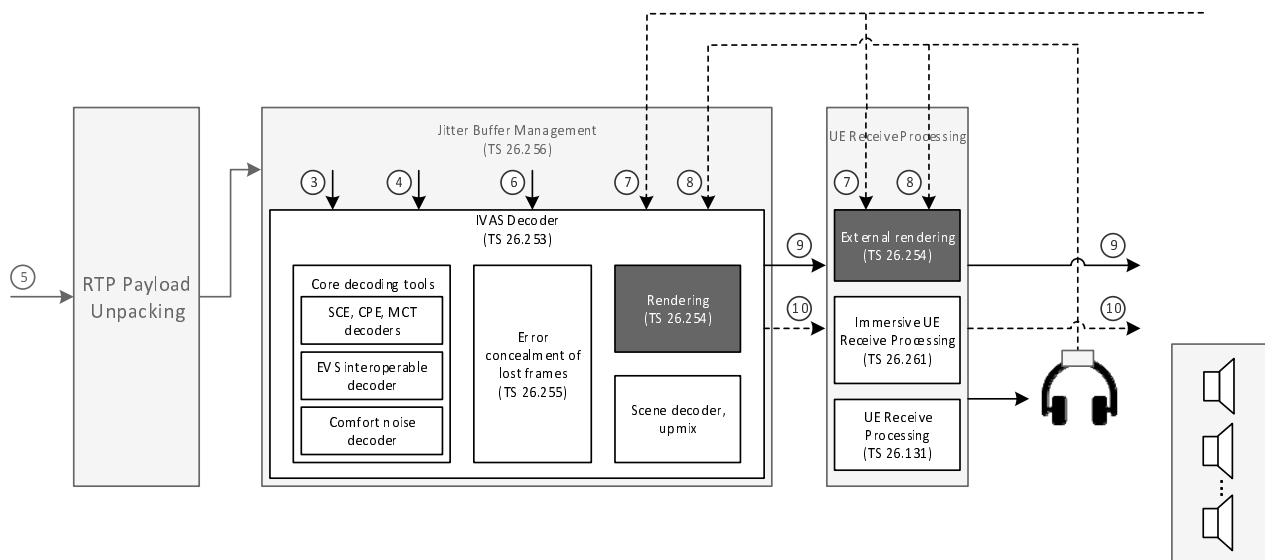 Jitter Buffer Management
(TS 26.256)
UE Receive Processing
3
4
6
7
8
7
8
IVAS Decoder
(TS 26.253)
External rendering
(TS 26.254)
9
9
5
RTP Payload
Unpacking
Core decoding tools
SCE, CPE, MCT
decoders
EVS interoperable
decoder
Comfort noise
decoder
Error
concealment of
lost frames
(TS 26.255)
Rendering
(TS 26.254)
Scene decoder,
upmix
10
10
Immersive UE
Receive Processing
(TS 26.261)
UE Receive
Processing
(TS 26.131)